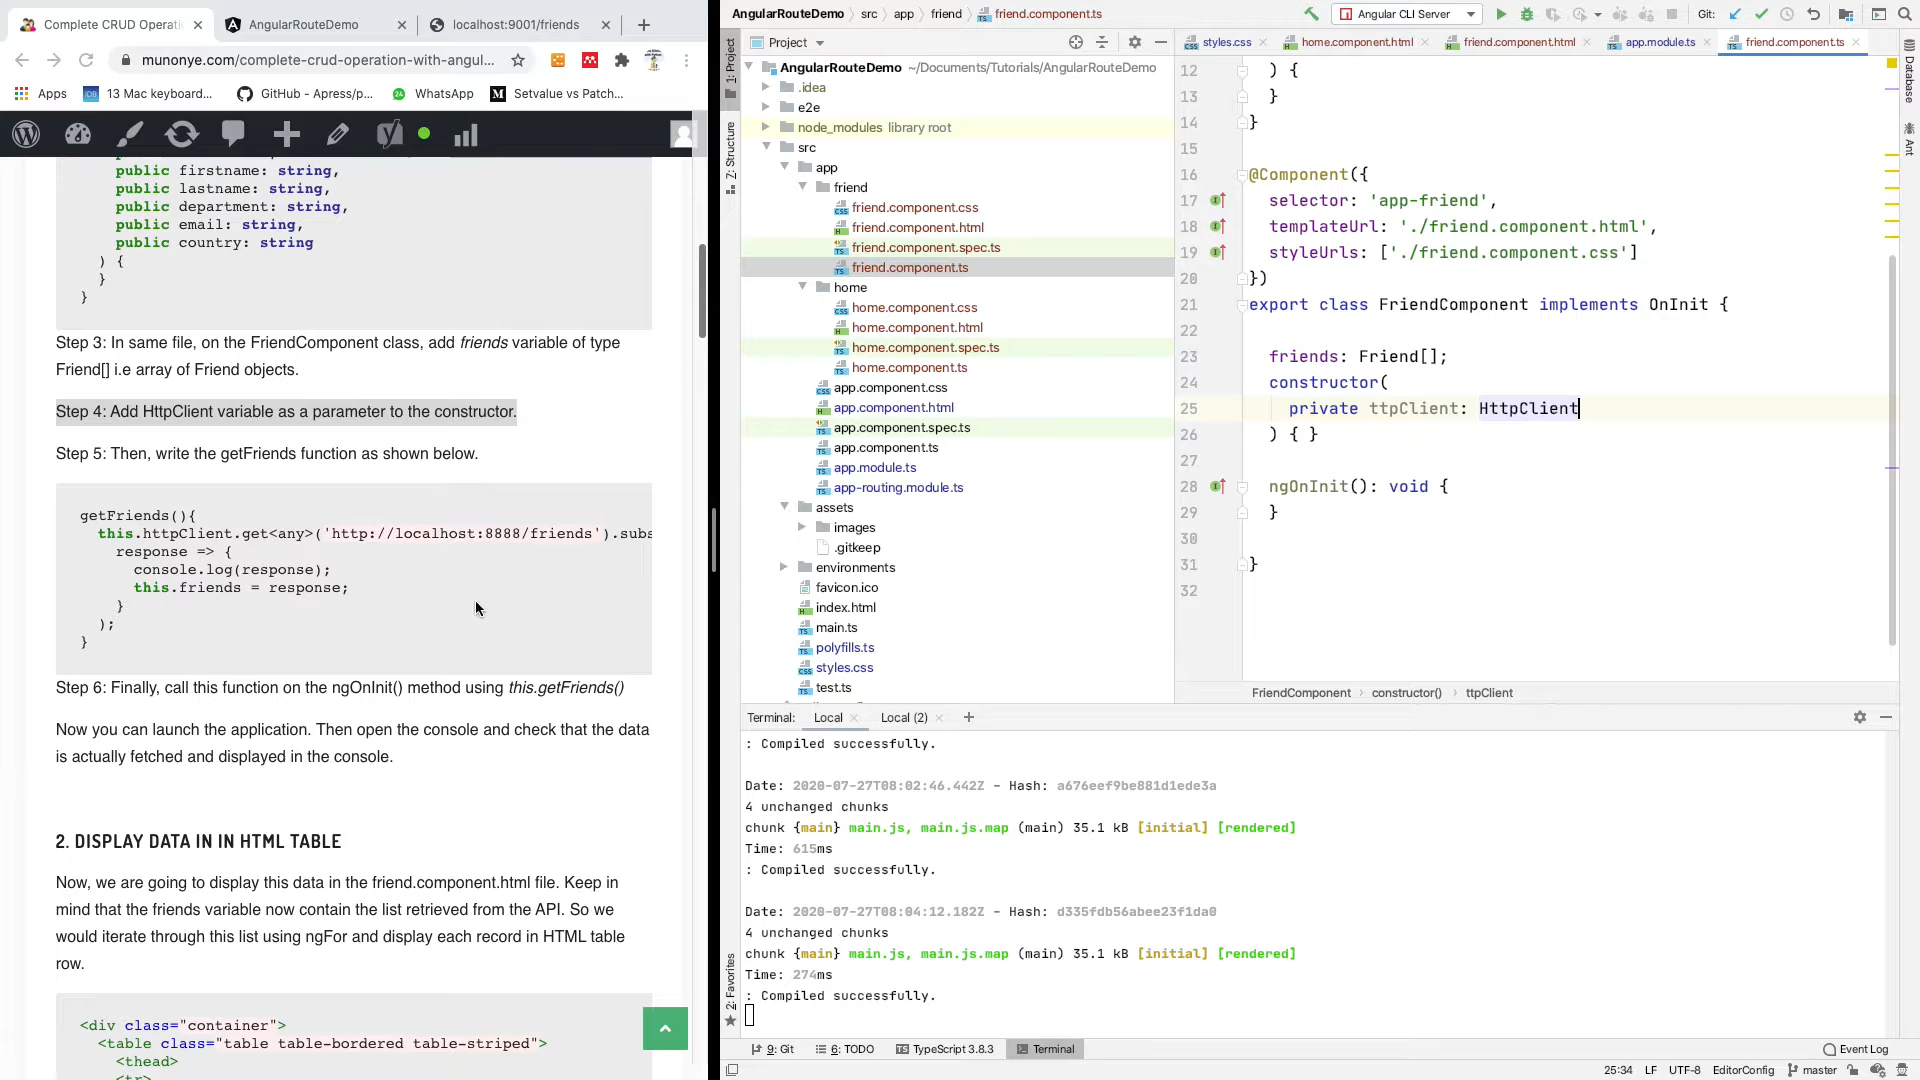 Complete CRUD Operati
AngularRouteDemo
localhost:9001/friends
munonye.com/complete-crud-operation-with-angul...
Apps
13 Mac keyboard...
GitHub - Apress/p...
WhatsApp
Setvalue vs Patch...
public firstname: string,
public lastname: string,
public department: string,
public email: string,
public country: string
) {
}
}
Step 3: In same file, on the FriendComponent class, add friends variable of type
Friend[] i.e array of Friend objects.
Step 4: Add HttpClient variable as a parameter to the constructor.
Step 5: Then, write the getFriends function as shown below.
getFriends(){
this.httpClient.get<any>('http://localhost:8888/friends').subs
response => {
console.log(response);
this.friends = response;
}
);
}
Step 6: Finally, call this function on the ngOnInit() method using this.getFriends()
Now you can launch the application. Then open the console and check that the data
is actually fetched and displayed in the console.
2. DISPLAY DATA IN IN HTML TABLE
Now, we are going to display this data in the friend.component.html file. Keep in
mind that the friends variable now contain the list retrieved from the API. So we
would iterate through this list using ngFor and display each record in HTML table
row.
<div class="container">
<table class="table table-bordered table-striped">
<thead>
<tr>
AngularRouteDemo
src
app
friend
friend.component.ts
Angular CLI Server
Git:
1: Project
Z: Structure
2: Favorites
Database
Ant
Project
AngularRouteDemo ~/Documents/Tutorials/AngularRouteDemo
.idea
e2e
node_modules library root
src
app
friend
friend.component.css
friend.component.html
friend.component.spec.ts
friend.component.ts
home
home.component.css
home.component.html
home.component.spec.ts
home.component.ts
app.component.css
app.component.html
app.component.spec.ts
app.component.ts
app.module.ts
app-routing.module.ts
assets
images
.gitkeep
environments
favicon.ico
index.html
main.ts
polyfills.ts
styles.css
test.ts
styles.css
home.component.html
friend.component.html
app.module.ts
friend.component.ts
12 ) {
13 }
14 }
15
16 @Component({
17 selector: 'app-friend',
18 templateUrl: './friend.component.html',
19 styleUrls: ['./friend.component.css']
20 })
21 export class FriendComponent implements OnInit {
22
23 friends: Friend[];
24 constructor(
25 private ttpClient: HttpClient
26 ) { }
27
28 ngOnInit(): void {
29 }
30
31 }
32
FriendComponent
constructor()
ttpClient
Terminal:
Local
Local (2)
: Compiled successfully.
Date: 2020-07-27T08:02:46.442Z - Hash: a676eef9be881d1ede3a
4 unchanged chunks
chunk {main} main.js, main.js.map (main) 35.1 kB [initial] [rendered]
Time: 615ms
: Compiled successfully.
Date: 2020-07-27T08:04:12.182Z - Hash: d335fdb56abee23f1da0
4 unchanged chunks
chunk {main} main.js, main.js.map (main) 35.1 kB [initial] [rendered]
Time: 274ms
: Compiled successfully.
9: Git
6: TODO
TypeScript 3.8.3
Terminal
Event Log
25:34
LF
UTF-8
EditorConfig
master